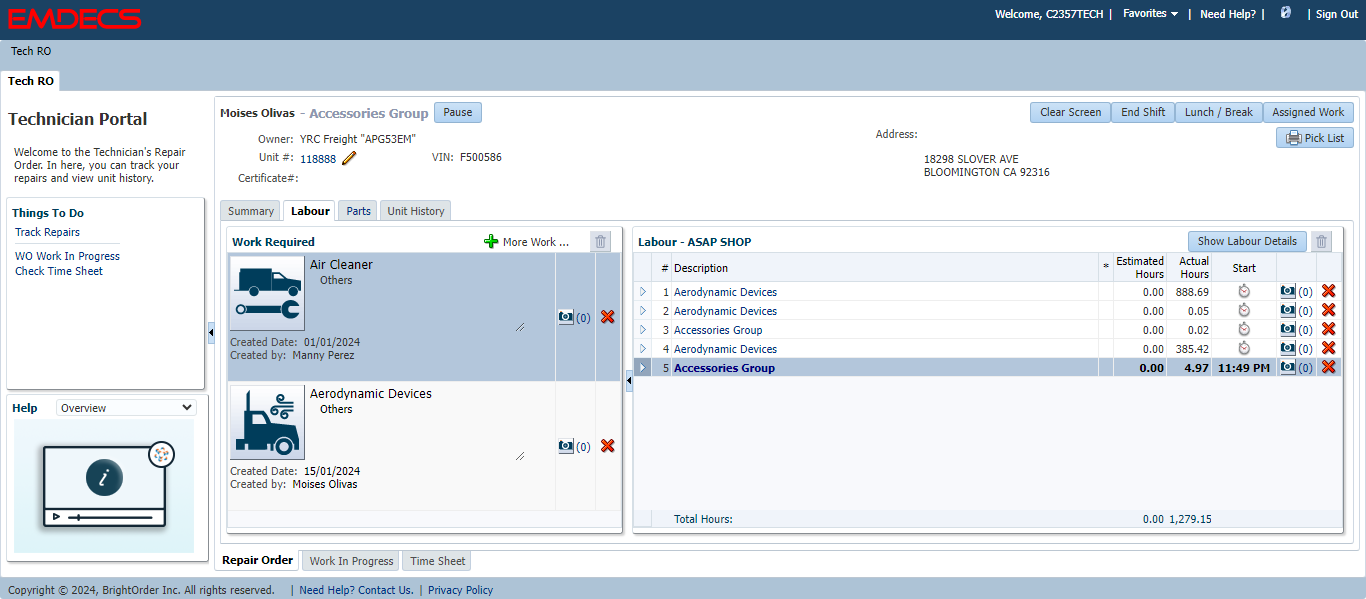 EMDECS
Welcome, C2357TECH | Favorites | Need Help? | | Sign Out
Tech RO
Tech RO
Technician Portal
Welcome to the Technician's Repair
Order. In here, you can track your
repairs and view unit history.
Things To Do
Track Repairs
WO Work In Progress
Check Time Sheet
Help Overview
i
Moises Olivas - Accessories Group Pause
Clear Screen End Shift Lunch / Break Assigned Work
Pick List
Owner: YRC Freight "APG53EM"
Unit #: 118888 VIN: F500586
Certificate#:
Address:
18298 SLOVER AVE
BLOOMINGTON CA 92316
Summary Labour Parts Unit History
Work Required More Work ...
Air Cleaner
Others
(0)
Created Date: 01/01/2024
Created by: Manny Perez
Aerodynamic Devices
Others
(0)
Created Date: 15/01/2024
Created by: Moises Olivas
Labour - ASAP SHOP Show Labour Details
# Description * Estimated Hours Actual Hours Start
1 Aerodynamic Devices 0.00 888.69 (0)
2 Aerodynamic Devices 0.00 0.05 (0)
3 Accessories Group 0.00 0.02 (0)
4 Aerodynamic Devices 0.00 385.42 (0)
5 Accessories Group 0.00 4.97 11:49 PM (0)
Total Hours: 0.00 1,279.15
Repair Order Work In Progress Time Sheet
Copyright © 2024, BrightOrder Inc. All rights reserved. | Need Help? Contact Us. | Privacy Policy